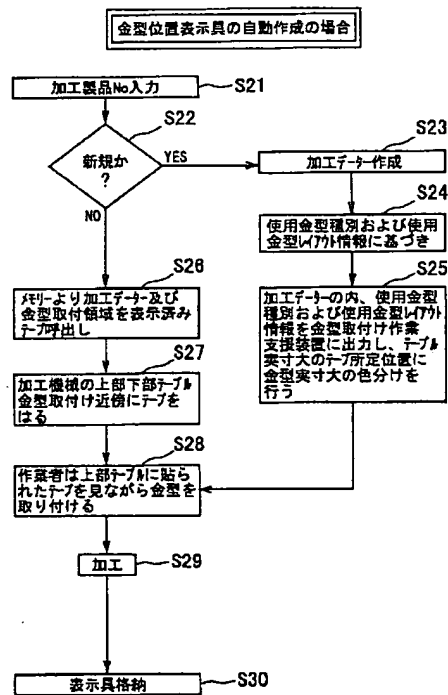 金型位置表示具の自動作成の場合
加工製品No入力
S21
S22
新規か
?
YES
NO
S23
加工データー作成
S24
使用金型種別および使用
金型レイアウト情報に基づき
S25
加工データーの内、使用金型
種別および使用金型レイアウト
情報を金型取付け作業
支援装置に出力し、テーブル
実寸大のテープ所定位置に
金型実寸大の色分けを
行う
S26
メモリーより加工データー及び
金型取付領域を表示済み
テープ呼出し
S27
加工機械の上部下部テーブル
金型取付け近傍にテープを
はる
S28
作業者は上部テーブルに貼ら
れたテープを見ながら金型を
取り付ける
S29
加工
S30
表示具格納